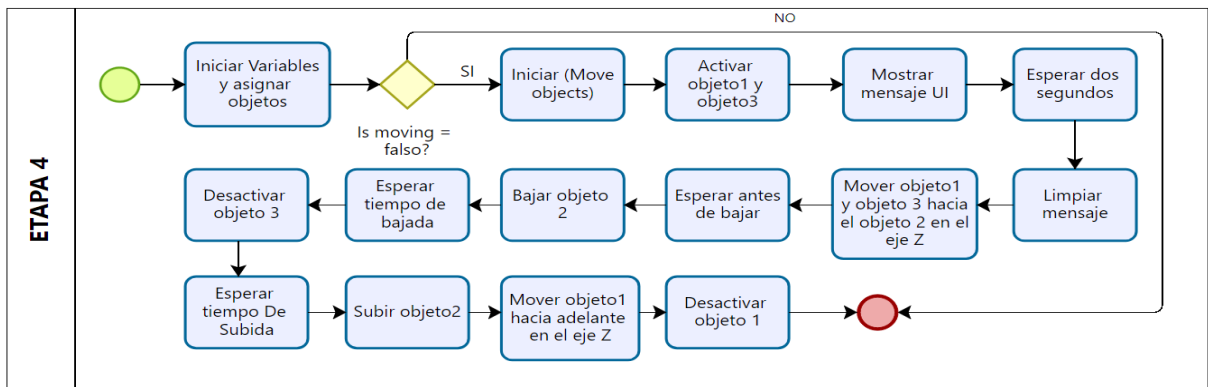 ETAPA 4
NO
Iniciar Variables
y asignar
objetos
Is moving =
falso?
SI
Iniciar (Move
objects)
Activar
objeto1 y
objeto3
Mostrar
mensaje UI
Esperar dos
segundos
Limpiar
mensaje
Mover objeto1
y objeto 3 hacia
el objeto 2 en el
eje Z
Esperar antes
de bajar
Bajar objeto
2
Esperar
tiempo de
bajada
Desactivar
objeto 3
Esperar
tiempo De
Subida
Subir objeto2
Mover objeto1
hacia adelante
en el eje Z
Desactivar
objeto 1